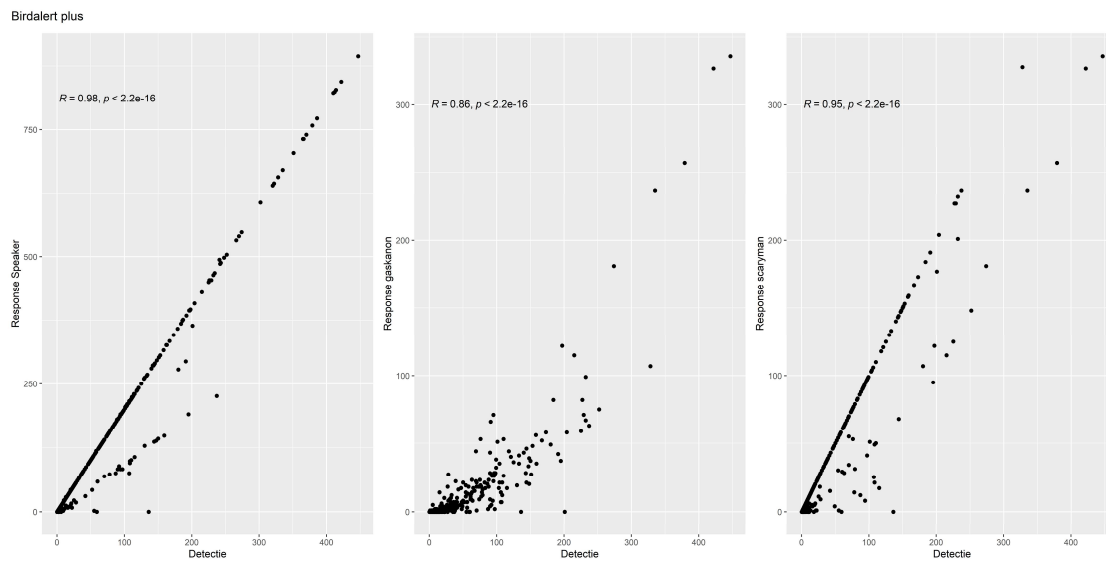 Birdalert plus
Response Speaker
750
500
250
0
R = 0.98, p < 2.2e-16
0 100 200 300 400
Detectie
Response gaskanon
300
200
100
0
R = 0.86, p < 2.2e-16
0 100 200 300 400
Detectie
Response scaryman
300
200
100
0
R = 0.95, p < 2.2e-16
0 100 200 300 400
Detectie